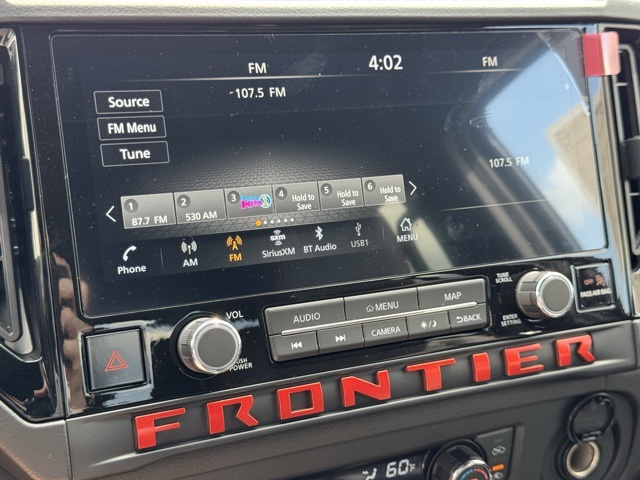 FM 4:02 FM
-107.5 FM
Source
FM Menu
Tune
107.5 FM
1 2 3 4 5 6
87.7 FM 530 AM Hold to Save Hold to Save Hold to Save
Phone AM FM SiriusXM BT Audio USB1 MENU
VOL
PUSH POWER
AUDIO MENU MAP
CAMERA BACK
TUNE SCROLL
ENTER SETTING
OFF
PASS AIR BAG
FRONTIER
60°F